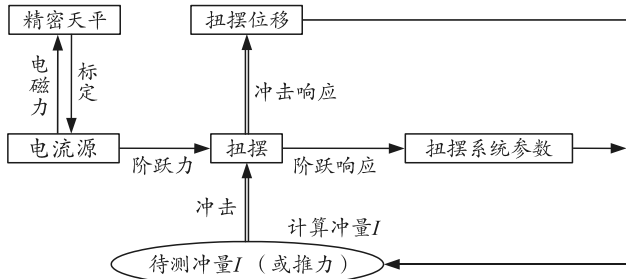 精密天平
扭摆位移
电磁力
标定
冲击响应
电流源
阶跃力
扭摆
阶跃响应
扭摆系统参数
冲击
计算冲量I
待测冲量I（或推力）